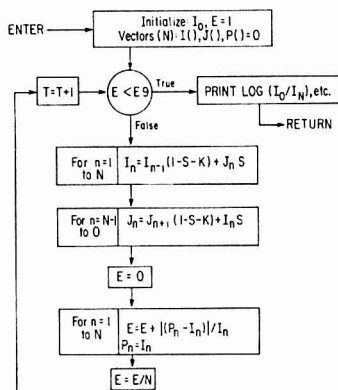 Initialize: I₀, E=1
ENTER
Vectors (N): I(), J(), P()=0
T=T+1
E<E9
True
PRINT LOG (I₀/Iₙ), etc.
False
RETURN
For n=1
to N
Iₙ=Iₙ₋₁(1-S-K)+JₙS
For n=N-1
to 0
Jₙ=Jₙ₊₁(1-S-K)+IₙS
E=0
For n=1
to N
E=E+|(Pₙ-Iₙ)|/Iₙ
Pₙ=Iₙ
E=E/N